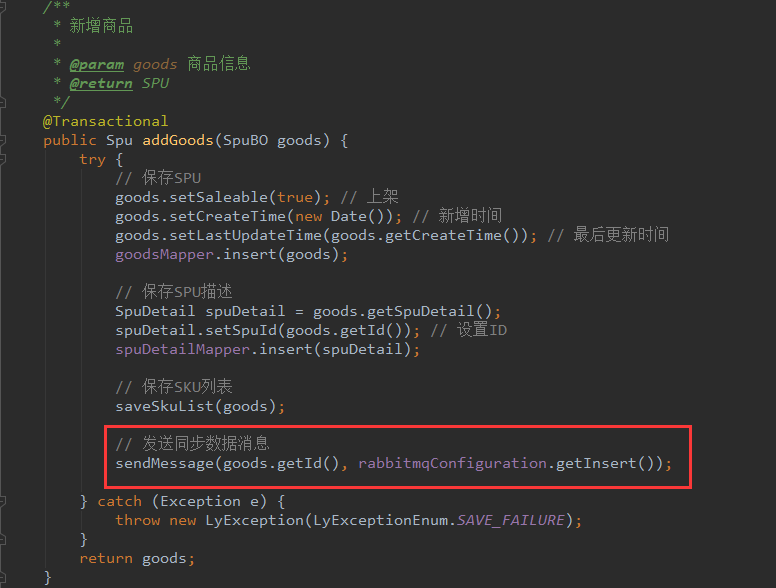 /**
 * 新增商品
 *
 * @param goods 商品信息
 * @return SPU
 */
@Transactional
public Spu addGoods(SpuBO goods) {
    try {
        // 保存SPU
        goods.setSaleable(true); // 上架
        goods.setCreateTime(new Date()); // 新增时间
        goods.setLastUpdateTime(goods.getCreateTime()); // 最后更新时间
        goodsMapper.insert(goods);

        // 保存SPU描述
        SpuDetail spuDetail = goods.getSpuDetail();
        spuDetail.setSpuId(goods.getId()); // 设置ID
        spuDetailMapper.insert(spuDetail);

        // 保存SKU列表
        saveSkuList(goods);

        // 发送同步数据消息
        sendMessage(goods.getId(), rabbitmqConfiguration.getInsert());

    } catch (Exception e) {
        throw new LyException(LyExceptionEnum.SAVE_FAILURE);
    }
    return goods;
}